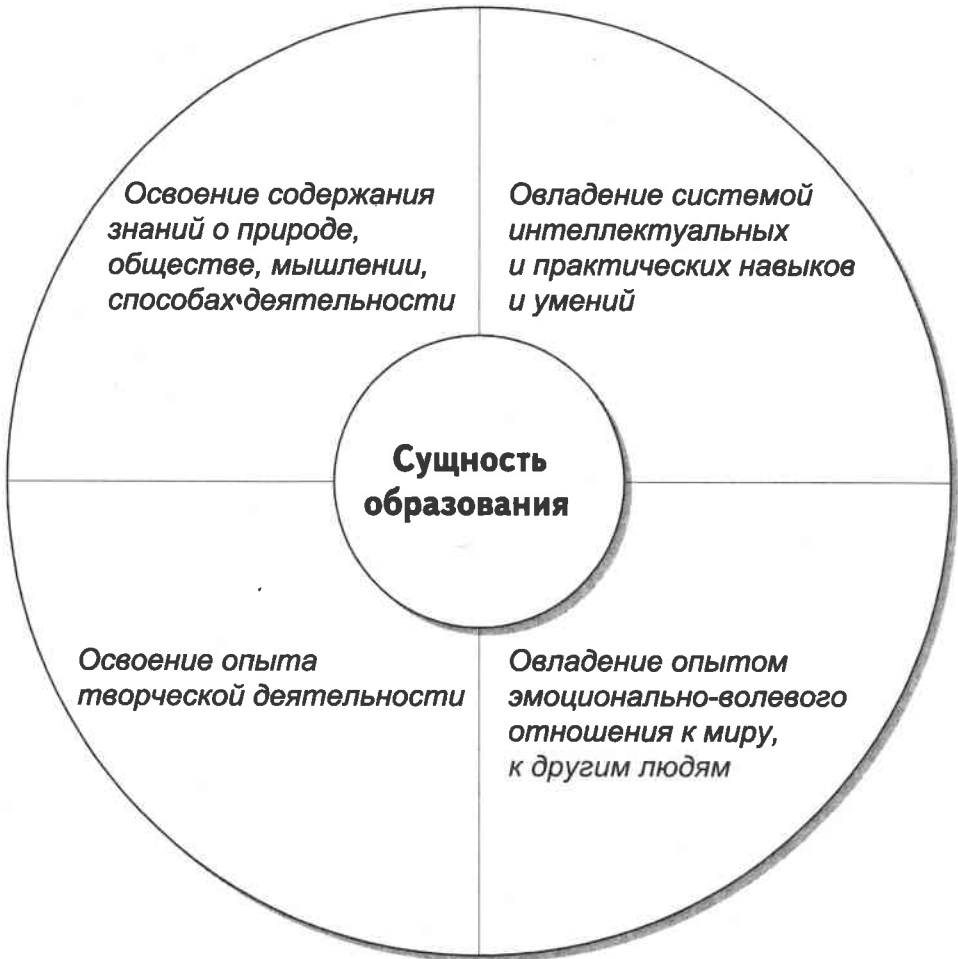 Освоение содержания
знаний о природе,
обществе, мышлении,
способах деятельности
Овладение системой
интеллектуальных
и практических навыков
и умений
Сущность
образования
Освоение опыта
творческой деятельности
Овладение опытом
эмоционально-волевого
отношения к миру,
к другим людям